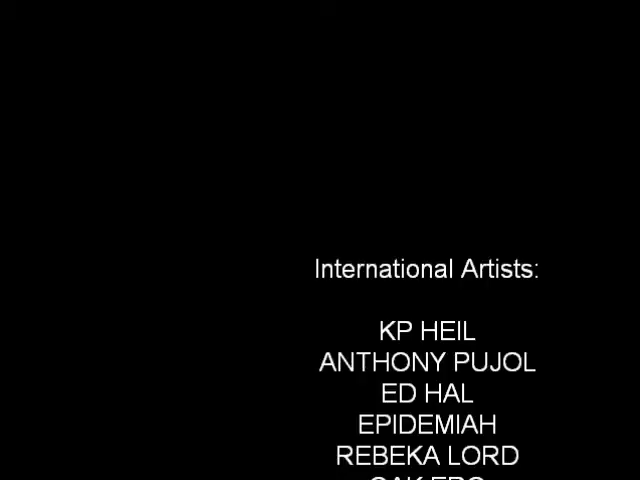 International Artists:
KP HEIL
ANTHONY PUJOL
ED HAL
EPIDEMIAH
REBEKA LORD